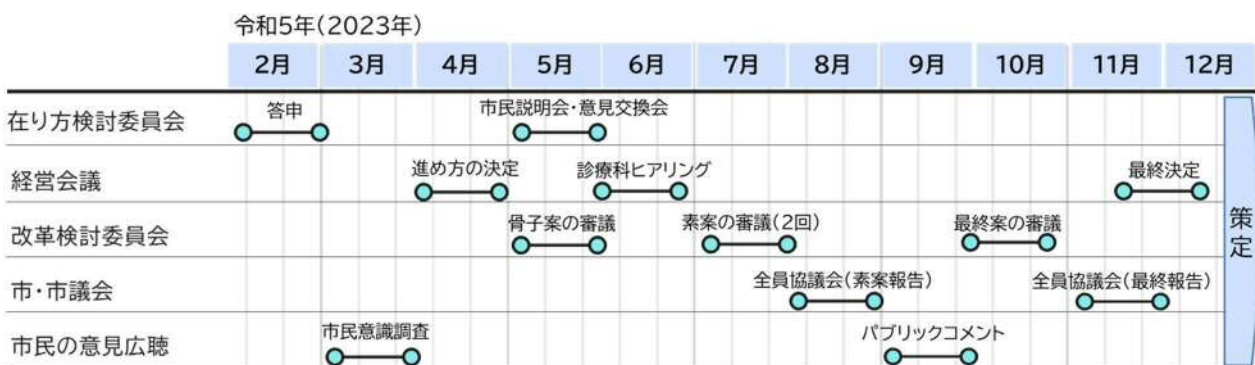 令和5年(2023年)
2月 3月 4月 5月 6月 7月 8月 9月 10月 11月 12月
在り方検討委員会 答申 市民説明会・意見交換会
経営会議 進め方の決定 診療科ヒアリング 最終決定
改革検討委員会 骨子案の審議 素案の審議(2回) 最終案の審議
市・市議会 全員協議会(素案報告) 全員協議会(最終報告)
市民の意見広聴 市民意識調査 パブリックコメント
策定